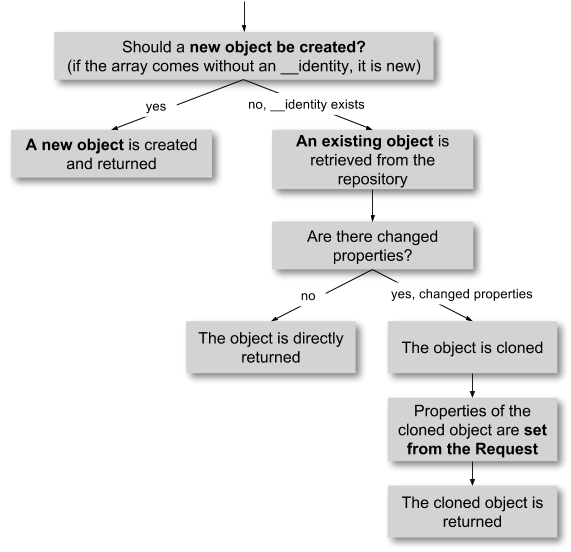 Should a new object be created?
(if the array comes without an __identity, it is new)
yes
no, __identity exists
A new object is created
and returned
An existing object is
retrieved from the
repository
Are there changed
properties?
no
yes, changed properties
The object is directly
returned
The object is cloned
Properties of the
cloned object are set
from the Request
The cloned object is
returned